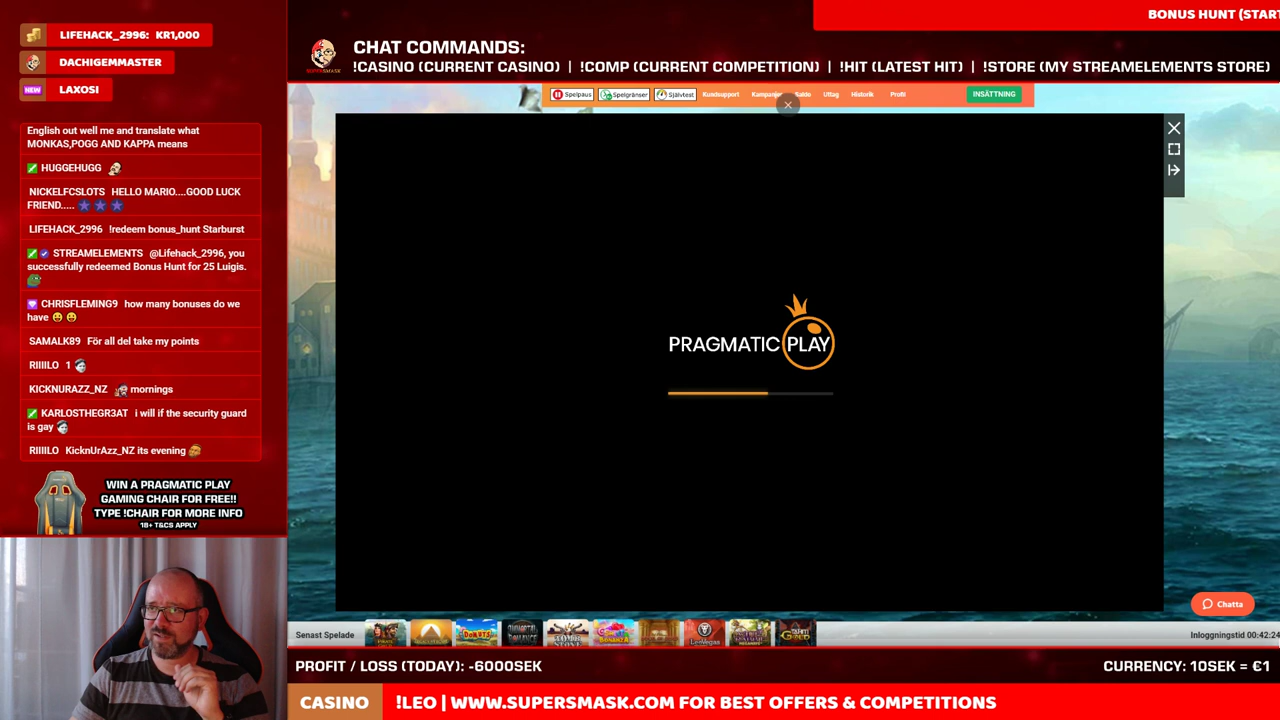 BONUS HUNT (START
LIFEHACK_2996: KR1,000
DACHIGEMMASTER
NEW LAXOSI
CHAT COMMANDS:
!CASINO (CURRENT CASINO) | !COMP (CURRENT COMPETITION) | !HIT (LATEST HIT) | !STORE (MY STREAMELEMENTS STORE)
Spelpaus Spelgränser Självtest Kundsupport Uttag Historik Profil INSÄTTNING
English out well me and translate what
MONKAS,POGG AND KAPPA means
HUGGEHUGG
NICKELFCSLOTS HELLO MARIO....GOOD LUCK
FRIEND.....
LIFEHACK_2996 !redeem bonus_hunt Starburst
STREAMELEMENTS @Lifehack_2996, you
successfully redeemed Bonus Hunt for 25 Luigis.
CHRISFLEMING9 how many bonuses do we
have
SAMALK89 För all del take my points
RIIIILO 1
KICKNURAZZ_NZ mornings
KARLOSTHEGR3AT i will if the security guard
is gay
RIIIILO KicknUrAzz_NZ its evening
PRAGMATIC PLAY
WIN A PRAGMATIC PLAY
GAMING CHAIR FOR FREE!!
TYPE !CHAIR FOR MORE INFO
18+ T&CS APPLY
Chatta
Senast Spelade
Inloggningstid 00:42:24
PROFIT / LOSS (TODAY): -6000SEK
CURRENCY: 10SEK = €1
CASINO !LEO | WWW.SUPERSMASK.COM FOR BEST OFFERS & COMPETITIONS